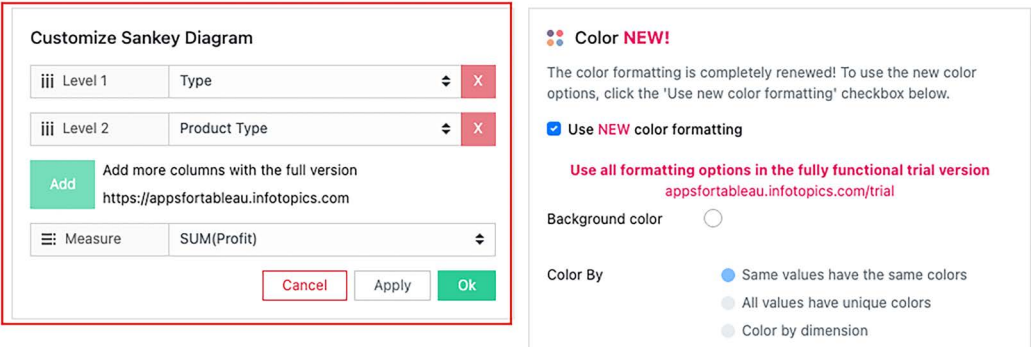 Customize Sankey Diagram
Level 1 Type X
Level 2 Product Type X
Add
Add more columns with the full version
https://appsfortableau.infotopics.com
Measure SUM(Profit)
Cancel Apply Ok
Color NEW!
The color formatting is completely renewed! To use the new color
options, click the 'Use new color formatting' checkbox below.
Use NEW color formatting
Use all formatting options in the fully functional trial version
appsfortableau.infotopics.com/trial
Background color
Color By
Same values have the same colors
All values have unique colors
Color by dimension